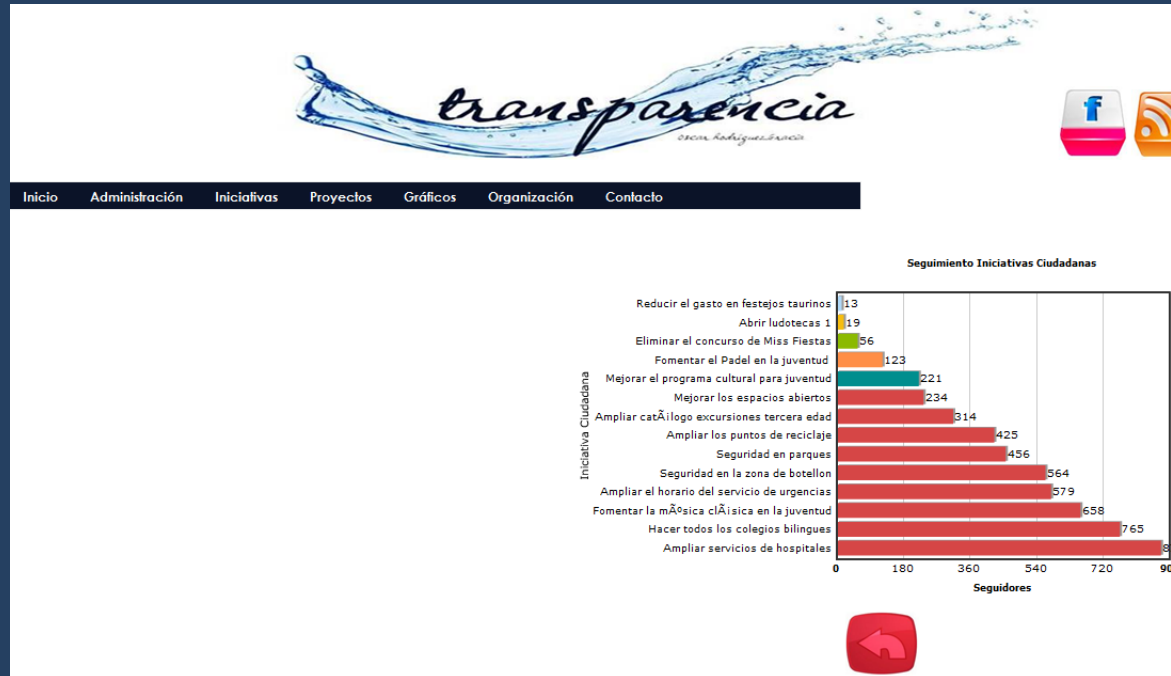 transparencia
f
Inicio Administración Iniciativas Proyectos Gráficos Organización Contacto
Seguimiento Iniciativas Ciudadanas
Iniciativa Ciudadana
Reducir el gasto en festejos taurinos 13
Abrir ludotecas 1 19
Eliminar el concurso de Miss Fiestas 56
Fomentar el Padel en la juventud 123
Mejorar el programa cultural para juventud 221
Mejorar los espacios abiertos 234
Ampliar catÃ¡logo excursiones tercera edad 314
Ampliar los puntos de reciclaje 425
Seguridad en parques 456
Seguridad en la zona de botellon 564
Ampliar el horario del servicio de urgencias 579
Fomentar la mÃºsica clÃ¡sica en la juventud 658
Hacer todos los colegios bilingues 765
Ampliar servicios de hospitales
0 180 360 540 720
Seguidores